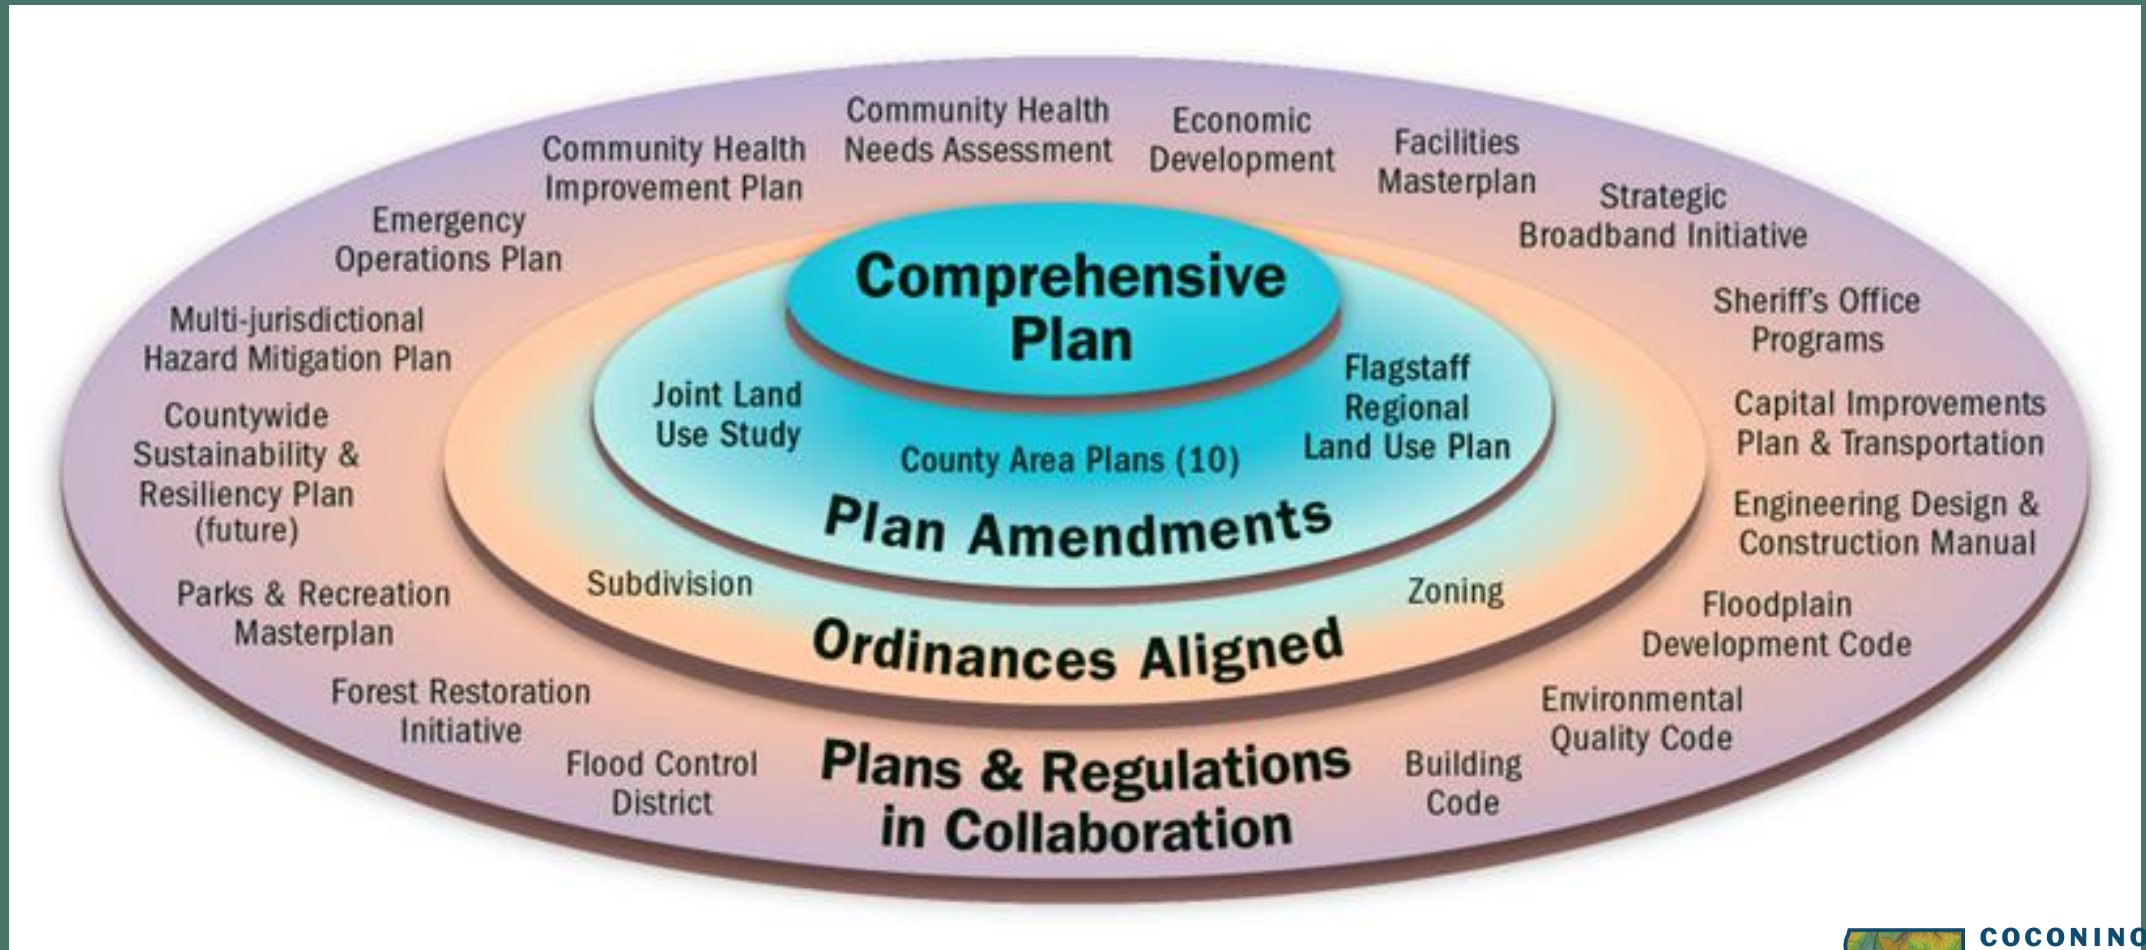 Community Health
Needs Assessment
Economic
Development
Facilities
Masterplan
Strategic
Broadband Initiative
Sheriff's Office
Programs
Capital Improvements
Plan & Transportation
Engineering Design &
Construction Manual
Floodplain
Development Code
Environmental
Quality Code
Building
Code
Community Health
Improvement Plan
Emergency
Operations Plan
Multi-jurisdictional
Hazard Mitigation Plan
Countywide
Sustainability &
Resiliency Plan
(future)
Parks & Recreation
Masterplan
Forest Restoration
Initiative
Flood Control
District
Comprehensive
Plan
Joint Land
Use Study
County Area Plans (10)
Flagstaff
Regional
Land Use Plan
Plan Amendments
Subdivision
Zoning
Ordinances Aligned
Plans & Regulations
in Collaboration
COCONINO